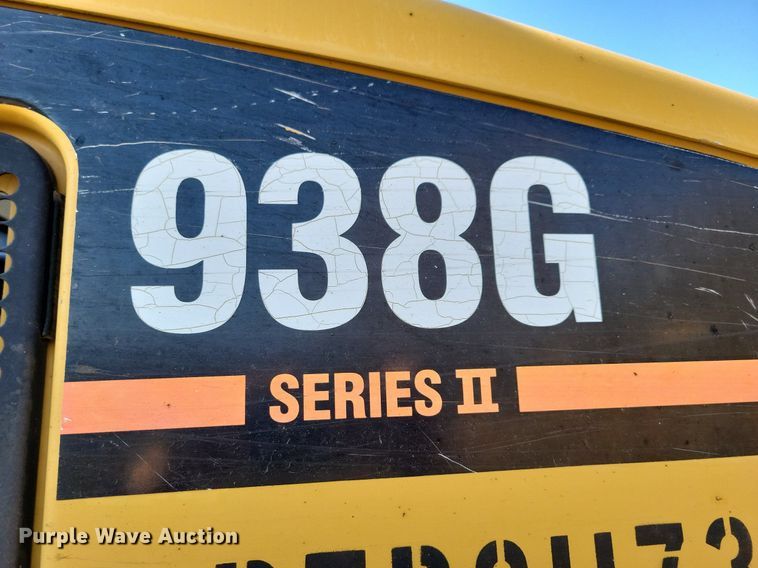 938G
SERIES II
Purple Wave Auction